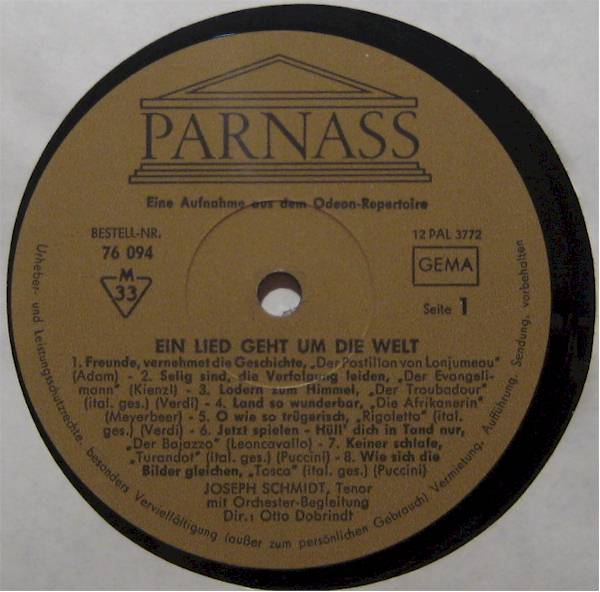 PARNASS
Eine Aufnahme aus dem Odeon-Repertoire
BESTELL-NR.
76 094
M
33
12 PAL 3772
GEMA
Seite 1
EIN LIED GEHT UM DIE WELT
1. Freunde, vernehmet die Geschichte, „Der Postillon von Lonjumeau"
(Adam) - 2. Selig sind, die Verfolgung leiden, „Der Evangeli-
mann" (Kienzl) - 3. Lodern zum Himmel, „Der Troubadour"
(ital. ges.) (Verdi) - 4. Land so wunderbar, „Die Afrikanerin"
(Meyerbeer) - 5. O wie so trügerisch, „Rigoletto" (ital.
ges.,) (Verdi) - 6. Jetzt spielen - Hüll' dich in Tand nur,
„Der Bajazzo" (Leoncavallo) - 7. Keiner schlafe,
„Turandot" (ital. ges.) (Puccini) - 8. Wie sich die
Bilder gleichen, „Tosca" (ital. ges.) (Puccini)
JOSEPH SCHMIDT, Tenor
mit Orchester-Begleitung
Dir.: Otto Dobrindt
Urheber- und Leistungsschutzrechte, besonders Vervielfältigung (außer zum persönlichen Gebrauch) Vermietung, Aufführung, Sendung, vorbehalten